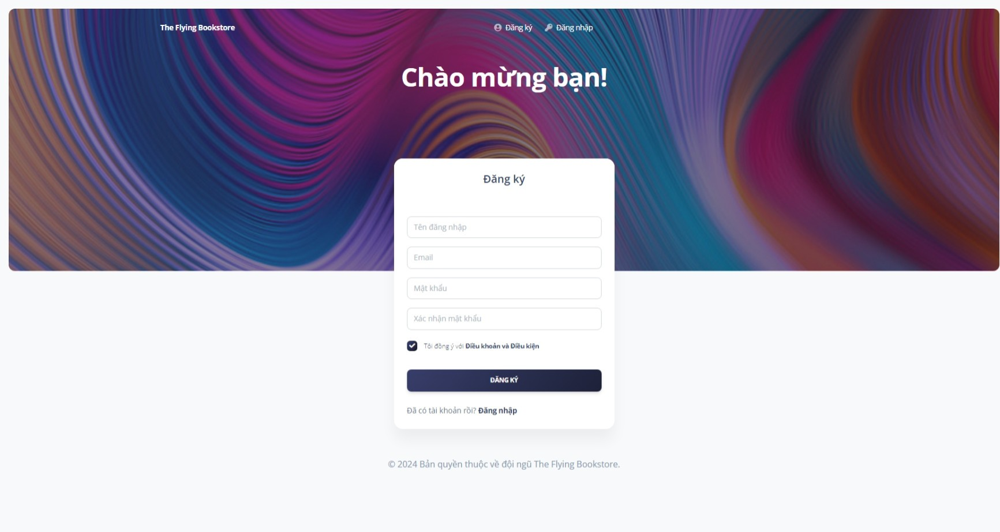 The Flying Bookstore
Đăng ký
Đăng nhập
Chào mừng bạn!
Đăng ký
Tên đăng nhập
Email
Mật khẩu
Xác nhận mật khẩu
Tôi đồng ý với Điều khoản và Điều kiện
ĐĂNG KÝ
Đã có tài khoản rồi? Đăng nhập
© 2024 Bản quyền thuộc về đội ngũ The Flying Bookstore.